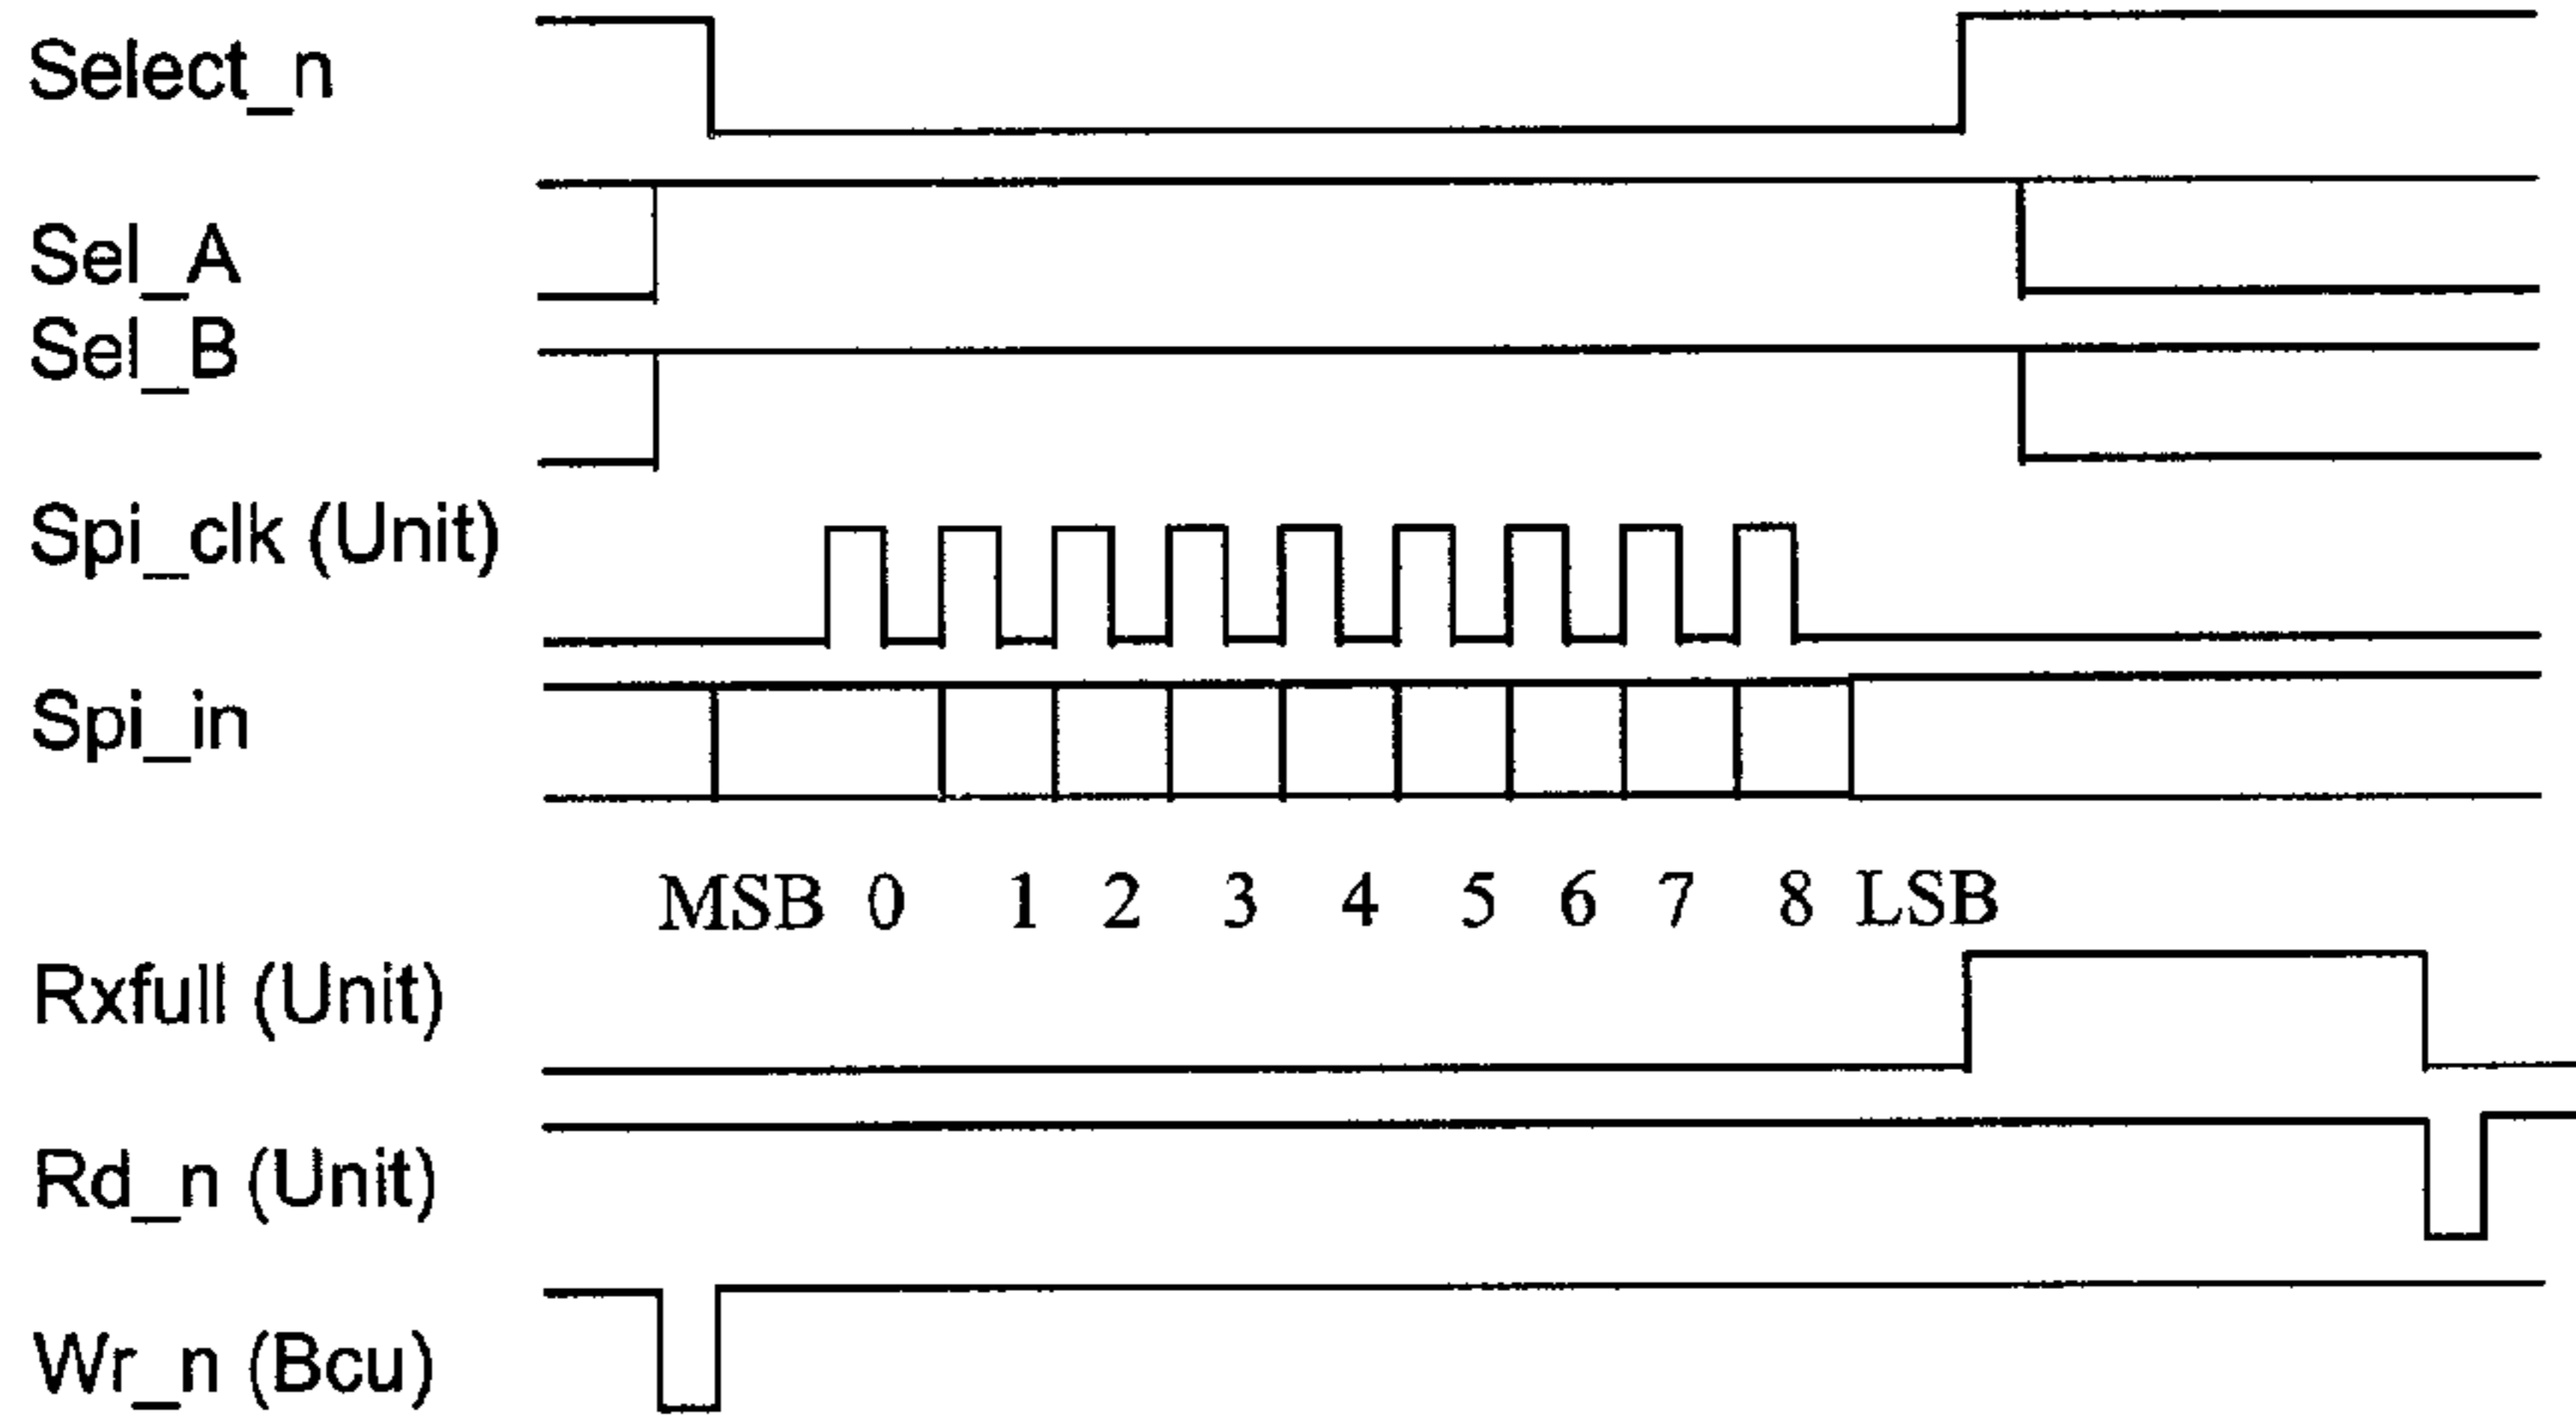 Select_n
Sel_A
Sel_B
Spi_clk (Unit)
Spi_in
MSB 0 1 2 3 4 5 6 7 8 LSB
Rxfull (Unit)
Rd_n (Unit)
Wr_n (Bcu)